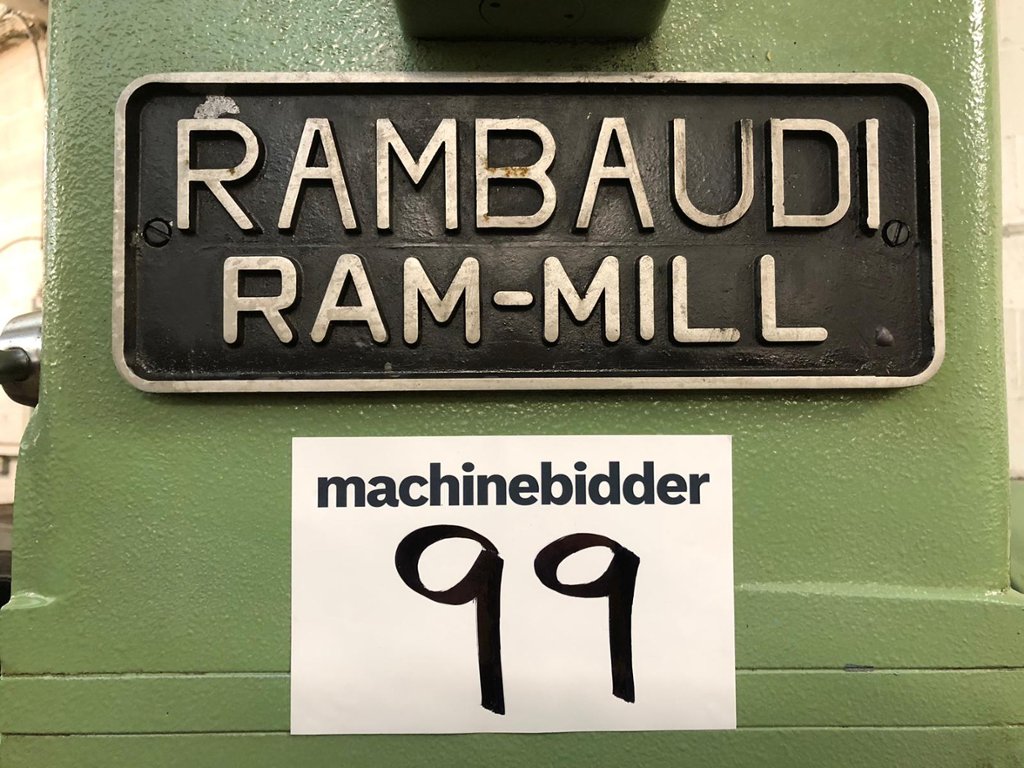 RAMBAUDI
RAM-MILL
machinebidder
99